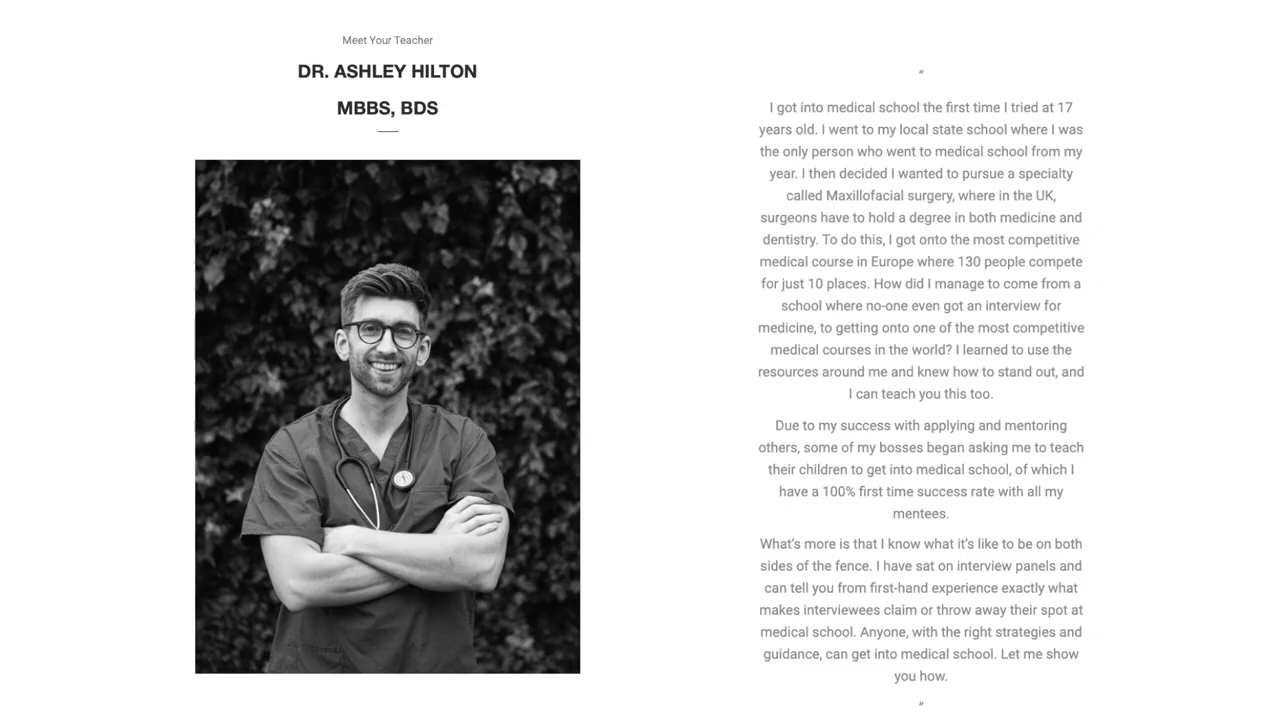 Meet Your Teacher
DR. ASHLEY HILTON
MBBS, BDS
"
I got into medical school the first time I tried at 17
years old. I went to my local state school where I was
the only person who went to medical school from my
year. I then decided I wanted to pursue a specialty
called Maxillofacial surgery, where in the UK,
surgeons have to hold a degree in both medicine and
dentistry. To do this, I got onto the most competitive
medical course in Europe where 130 people compete
for just 10 places. How did I manage to come from a
school where no-one even got an interview for
medicine, to getting onto one of the most competitive
medical courses in the world? I learned to use the
resources around me and knew how to stand out, and
I can teach you this too.
Due to my success with applying and mentoring
others, some of my bosses began asking me to teach
their children to get into medical school, of which I
have a 100% first time success rate with all my
mentees.
What's more is that I know what it's like to be on both
sides of the fence. I have sat on interview panels and
can tell you from first-hand experience exactly what
makes interviewees claim or throw away their spot at
medical school. Anyone, with the right strategies and
guidance, can get into medical school. Let me show
you how.
"